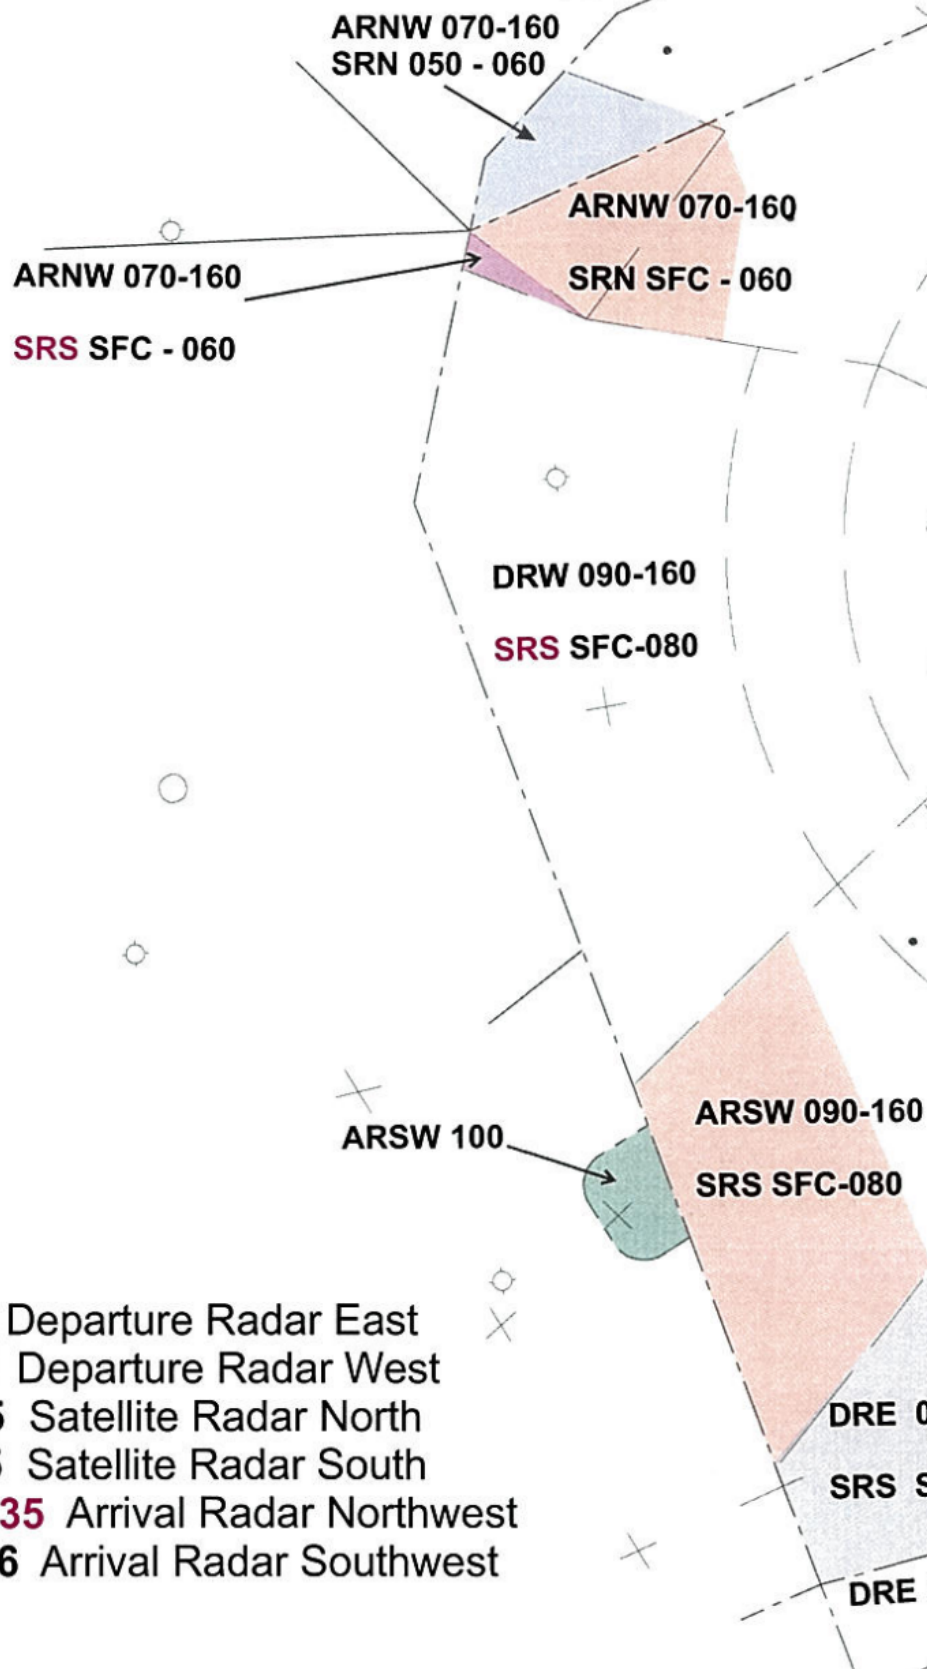 ARNW 070-160
SRN 050 - 060
ARNW 070-160
SRN SFC - 060
ARNW 070-160
SRS SFC - 060
DRW 090-160
SRS SFC-080
ARSW 100
ARSW 090-160
SRS SFC-080
DRE 0
SRS S
DRE
Departure Radar East
Departure Radar West
Satellite Radar North
Satellite Radar South
35 Arrival Radar Northwest
6 Arrival Radar Southwest